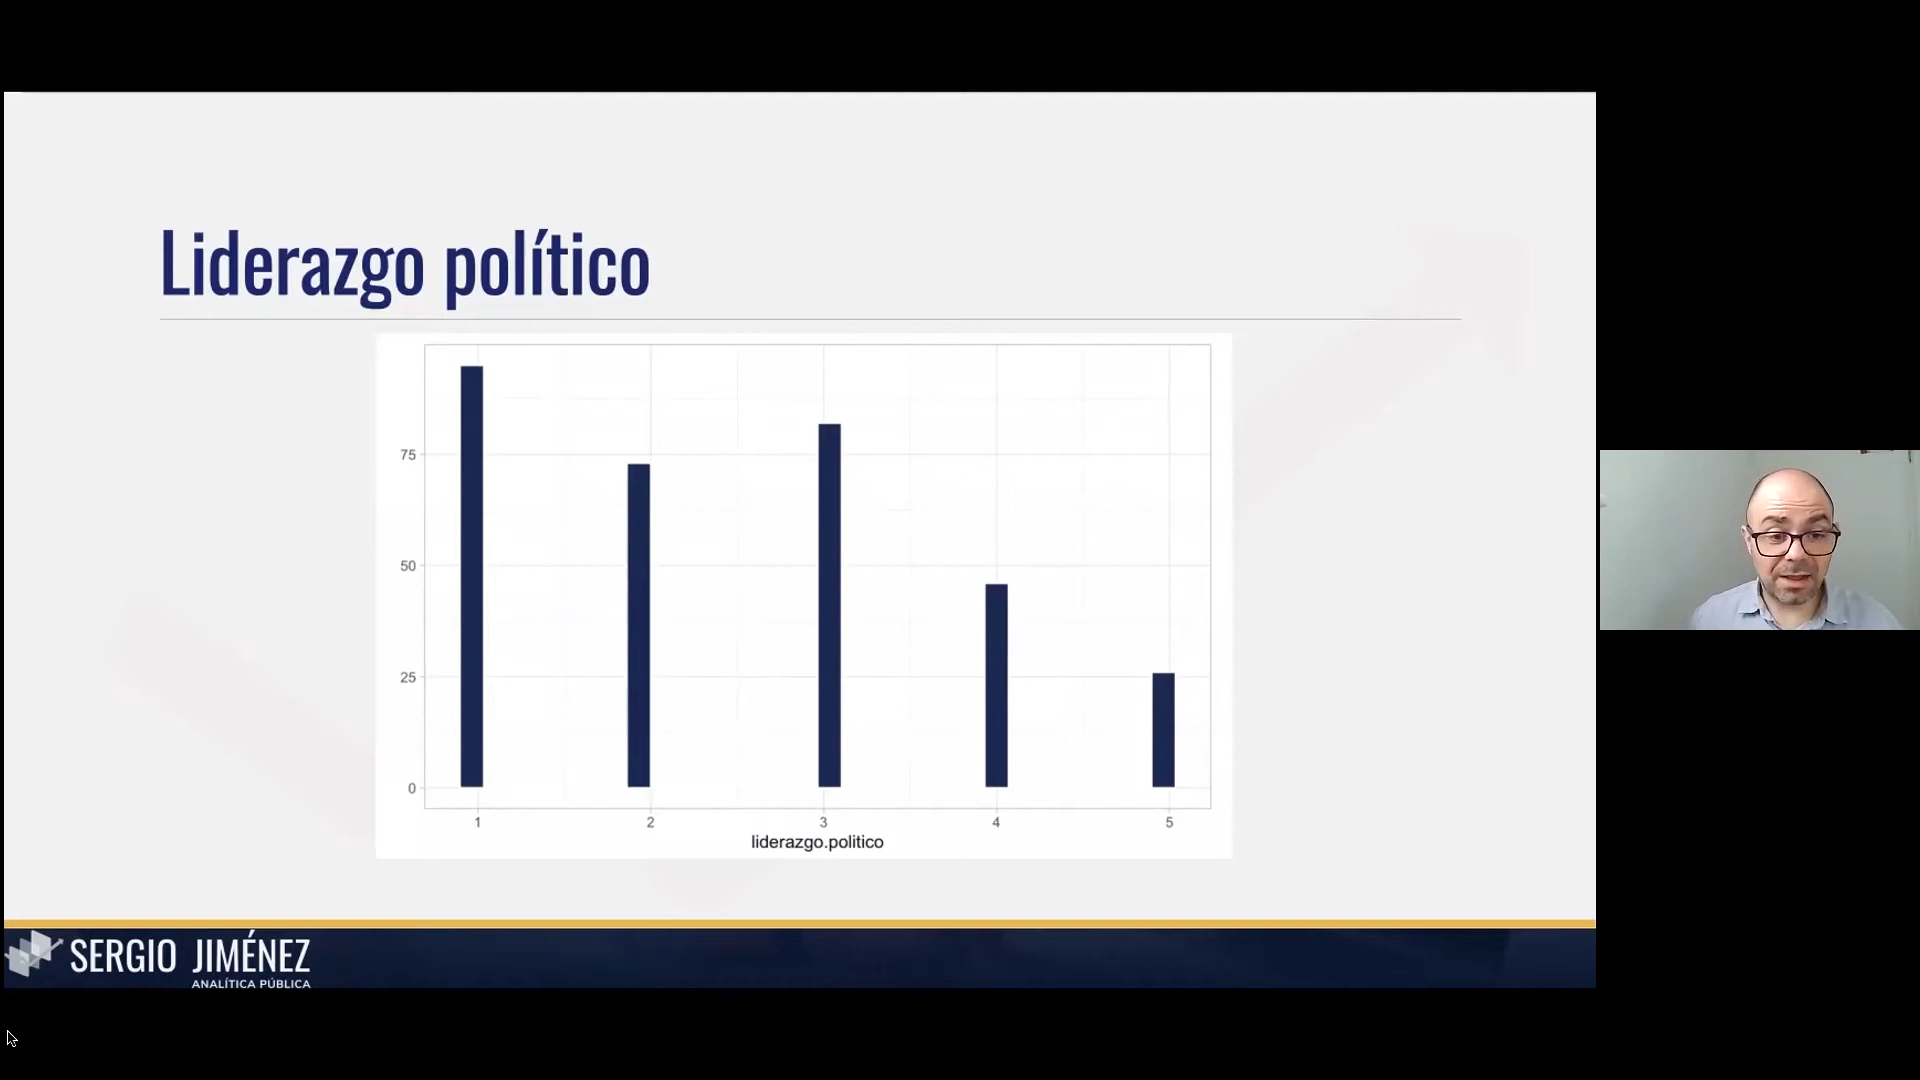 Liderazgo político
75
50
25
0
1 2 3 4 5
liderazgo.politico
SERGIO JIMÉNEZ
ANALÍTICA PÚBLICA